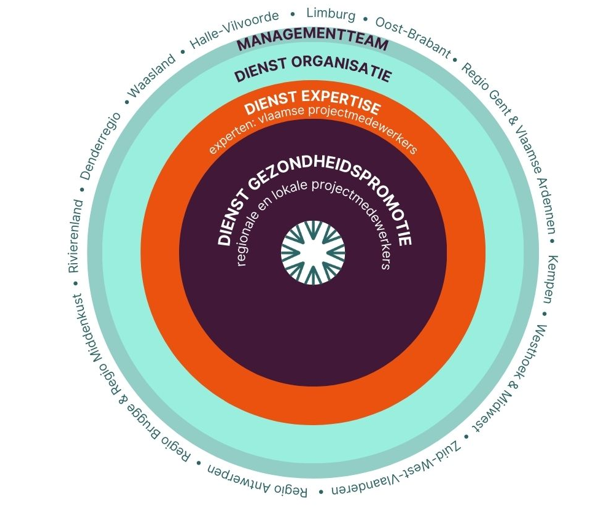 Limburg • Oost-Brabant • Regio Gent & Vlaamse Ardennen • Kempen • Westhoek & Midwest • Zuid-West-Vlaanderen • Regio Antwerpen • Regio Brugge & Regio Middenkust • Rivierenland • Denderregio • Waasland • Halle-Vilvoorde •
MANAGEMENTTEAM
DIENST ORGANISATIE
DIENST EXPERTISE
experten: vlaamse projectmedewerkers
DIENST GEZONDHEIDSPROMOTIE
regionale en lokale projectmedewerkers